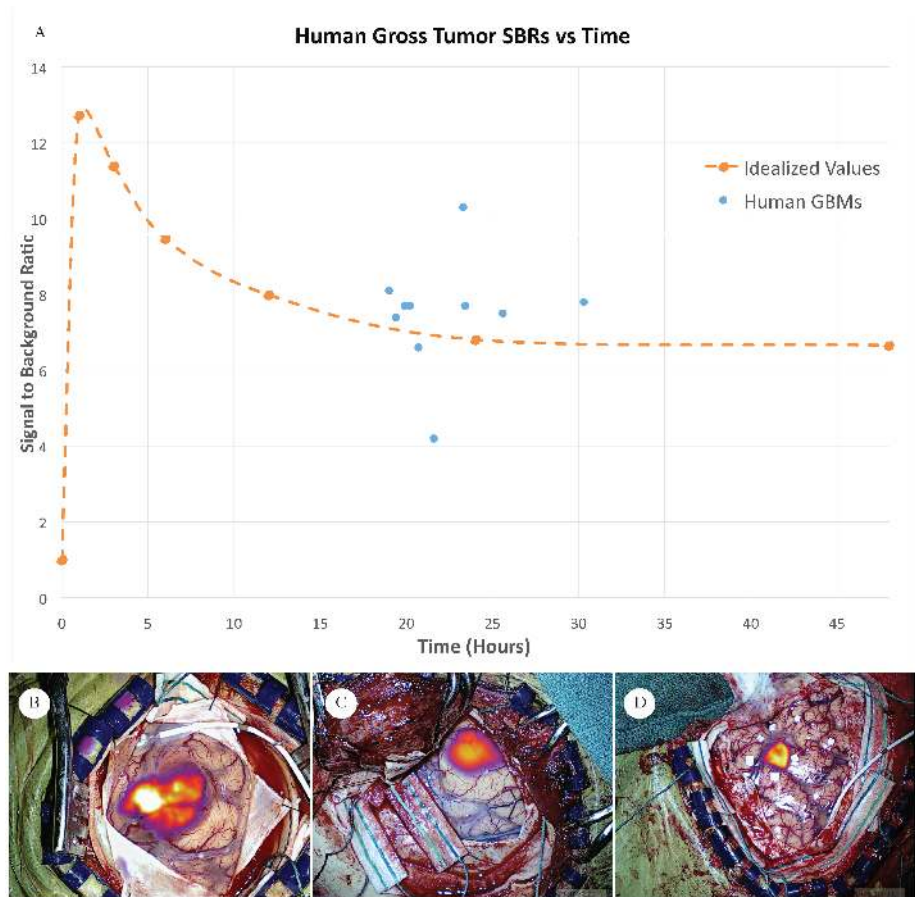 A
Human Gross Tumor SBRs vs Time
14
12
10
8
6
4
2
0
Signal to Background Ratic
Idealized Values
Human GBMs
0 5 10 15 20 25 30 35 40 45
Time (Hours)
B C D